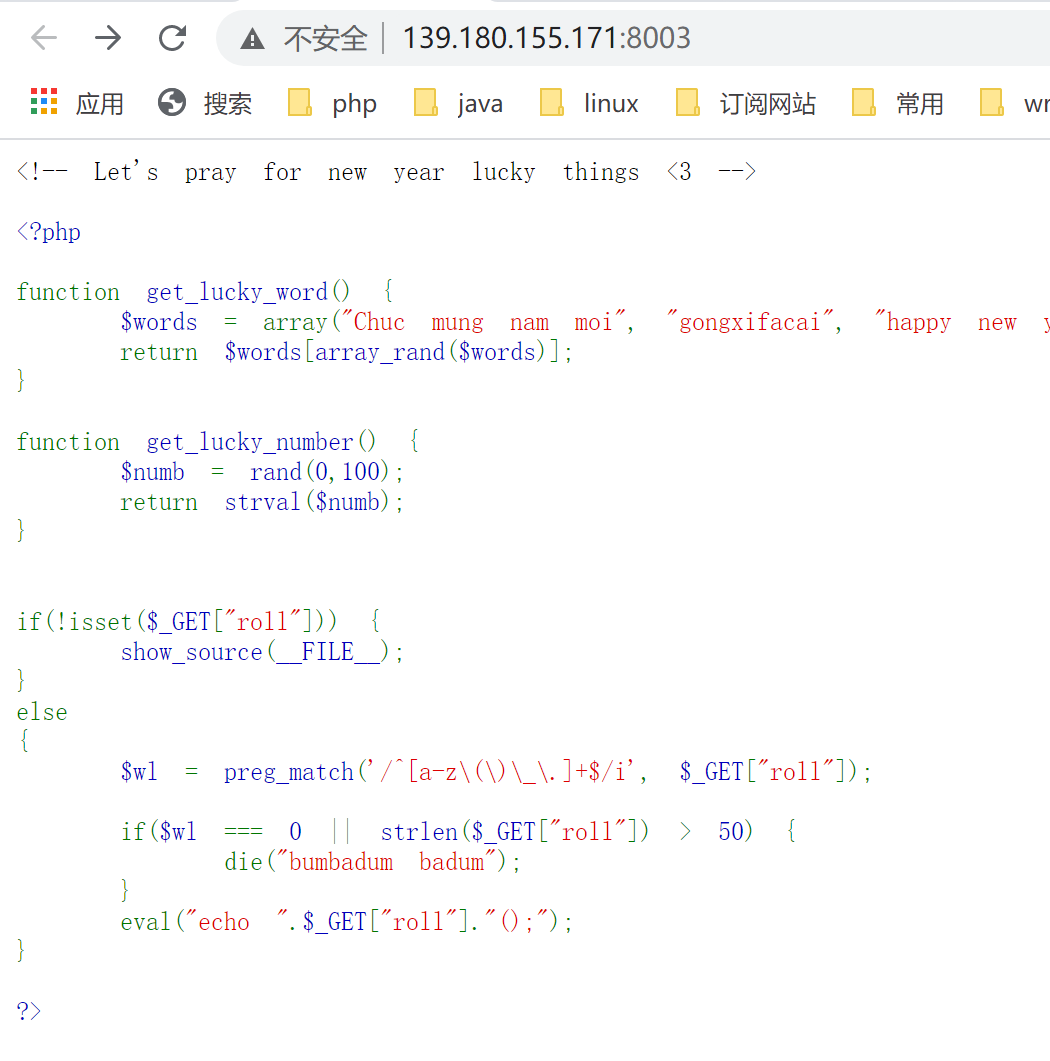 不安全 139.180.155.171:8003
应用 搜索 php java linux 订阅网站 常用
<!-- Let's pray for new year lucky things <3 -->
<?php
function get_lucky_word() {
$words = array("Chuc mung nam moi", "gongxifacai", "happy new
return $words[array_rand($words)];
}
function get_lucky_number() {
$numb = rand(0,100);
return strval($numb);
}
if(!isset($_GET["roll"])) {
show_source(__FILE__);
}
else
{
$wl = preg_match('/^[a-z\(\)\_\.]+$/i', $_GET["roll"]);
if($wl === 0 || strlen($_GET["roll"]) > 50) {
die("bumbadum badum");
}
eval("echo ".$_GET["roll"]."();");
}
?>